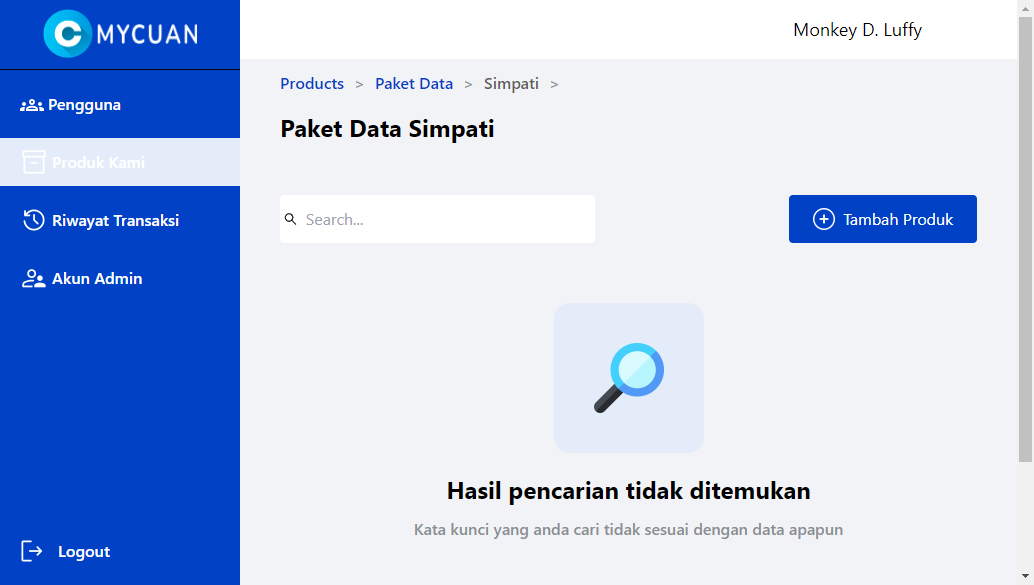 MYCUAN
Monkey D. Luffy
Pengguna
Produk Kami
Riwayat Transaksi
Akun Admin
Logout
Products > Paket Data > Simpati >
Paket Data Simpati
Search...
Tambah Produk
Hasil pencarian tidak ditemukan
Kata kunci yang anda cari tidak sesuai dengan data apapun